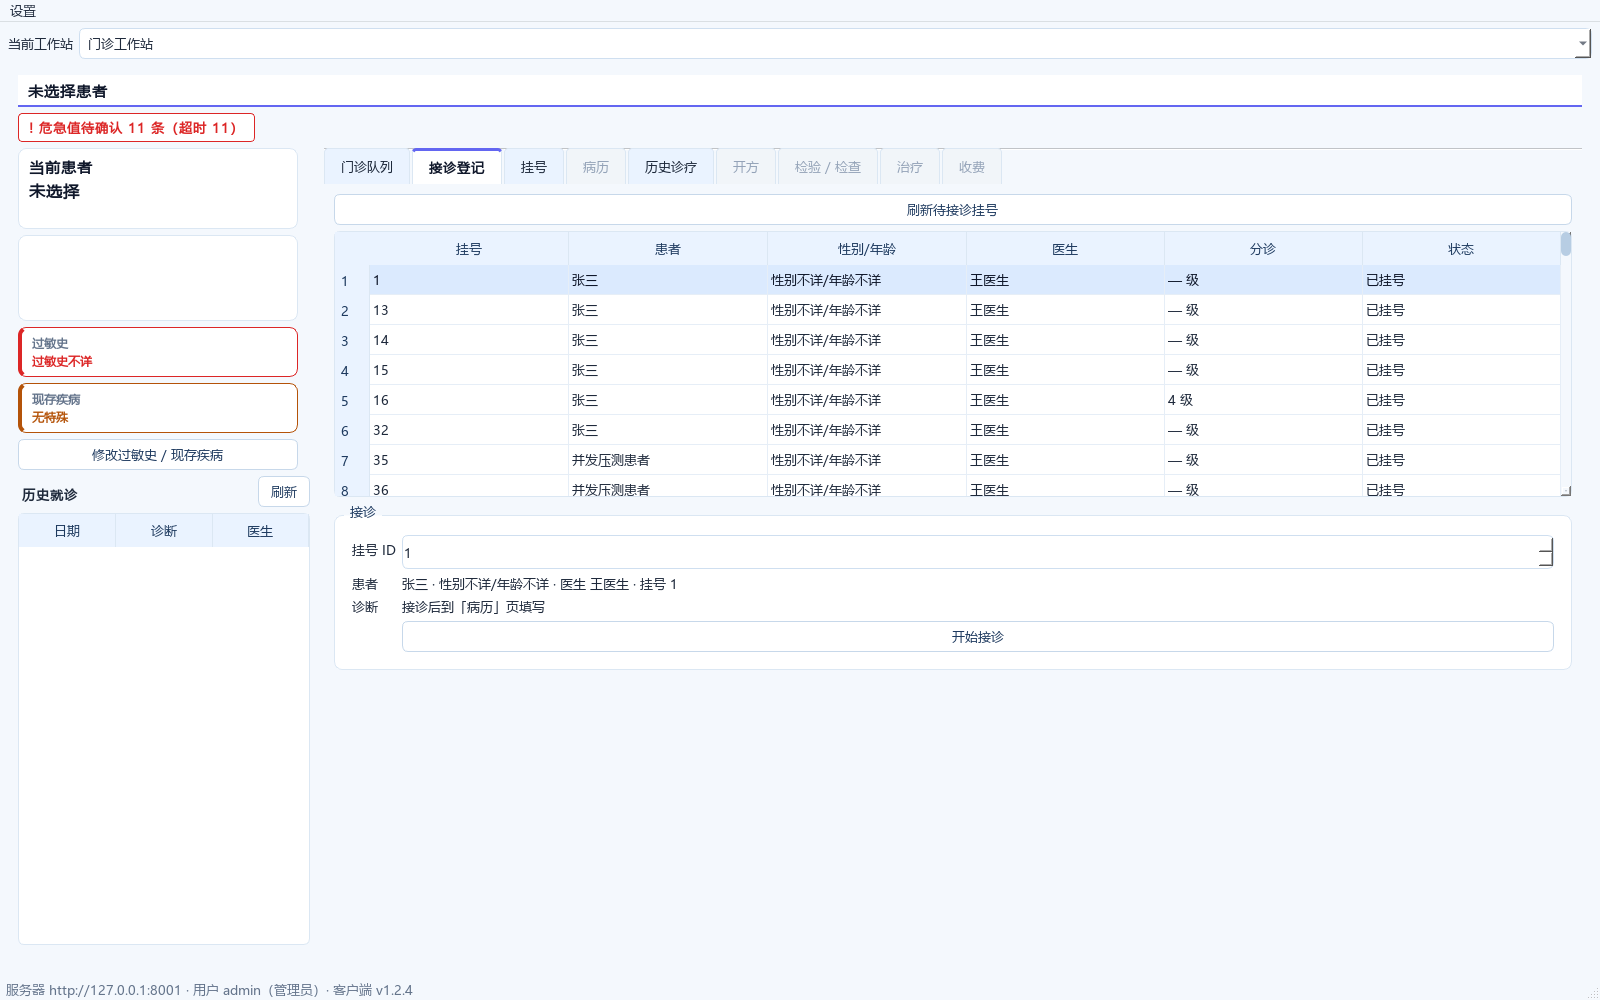 设置
当前工作站 门诊工作站
未选择患者
! 危急值待确认 11 条（超时 11）
当前患者
未选择
过敏史
过敏史不详
现存疾病
无特殊
修改过敏史 / 现存疾病
历史就诊 刷新
日期 诊断 医生
门诊队列 接诊登记 挂号 病历 历史诊疗 开方 检验 / 检查 治疗 收费
刷新待接诊挂号
挂号 患者 性别/年龄 医生 分诊 状态
1 1 张三 性别不详/年龄不详 王医生 — 级 已挂号
2 13 张三 性别不详/年龄不详 王医生 — 级 已挂号
3 14 张三 性别不详/年龄不详 王医生 — 级 已挂号
4 15 张三 性别不详/年龄不详 王医生 — 级 已挂号
5 16 张三 性别不详/年龄不详 王医生 4 级 已挂号
6 32 张三 性别不详/年龄不详 王医生 — 级 已挂号
7 35 并发压测患者 性别不详/年龄不详 王医生 — 级 已挂号
8 36 并发压测患者 性别不详/年龄不详 王医生 — 级 已挂号
接诊
挂号 ID 1
患者 张三 · 性别不详/年龄不详 · 医生 王医生 · 挂号 1
诊断 接诊后到「病历」页填写
开始接诊
服务器 http://127.0.0.1:8001 · 用户 admin（管理员）· 客户端 v1.2.4